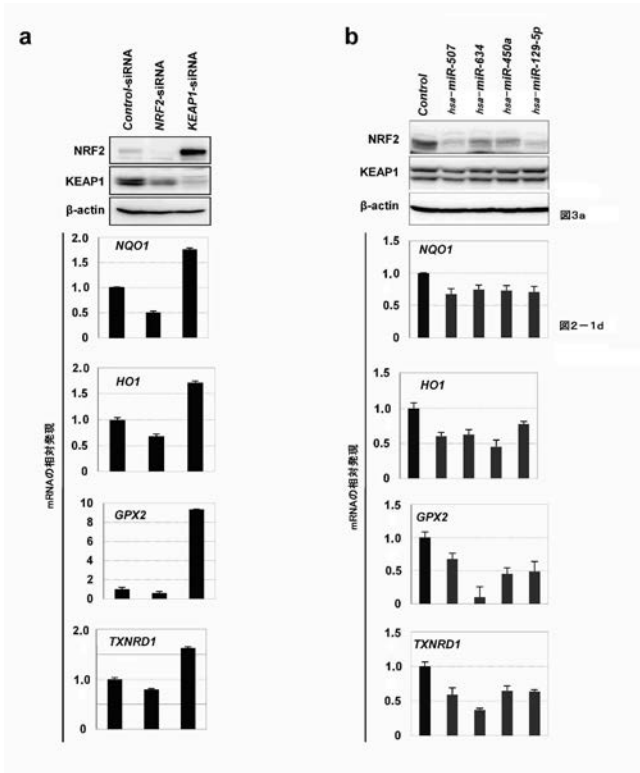 a
Control-siRNA
NRF2-siRNA
KEAP1-siRNA
NRF2
KEAP1
β-actin
mRNAの相対発現
NQO1
2.0
1.5
1.0
0.5
0
HO1
2.0
1.5
1.0
0.5
0
GPX2
10
8
6
4
2
0
TXNRD1
2.0
1.5
1.0
0.5
0
b
Control
hsa-miR-507
hsa-miR-634
hsa-miR-450a
hsa-miR-129-5p
NRF2
KEAP1
β-actin
図3a
mRNAの相対発現
NQO1
1.5
1.0
0.5
0
図2-1d
HO1
1.5
1.0
0.5
0
GPX2
1.5
1.0
0.5
0
TXNRD1
1.5
1.0
0.5
0